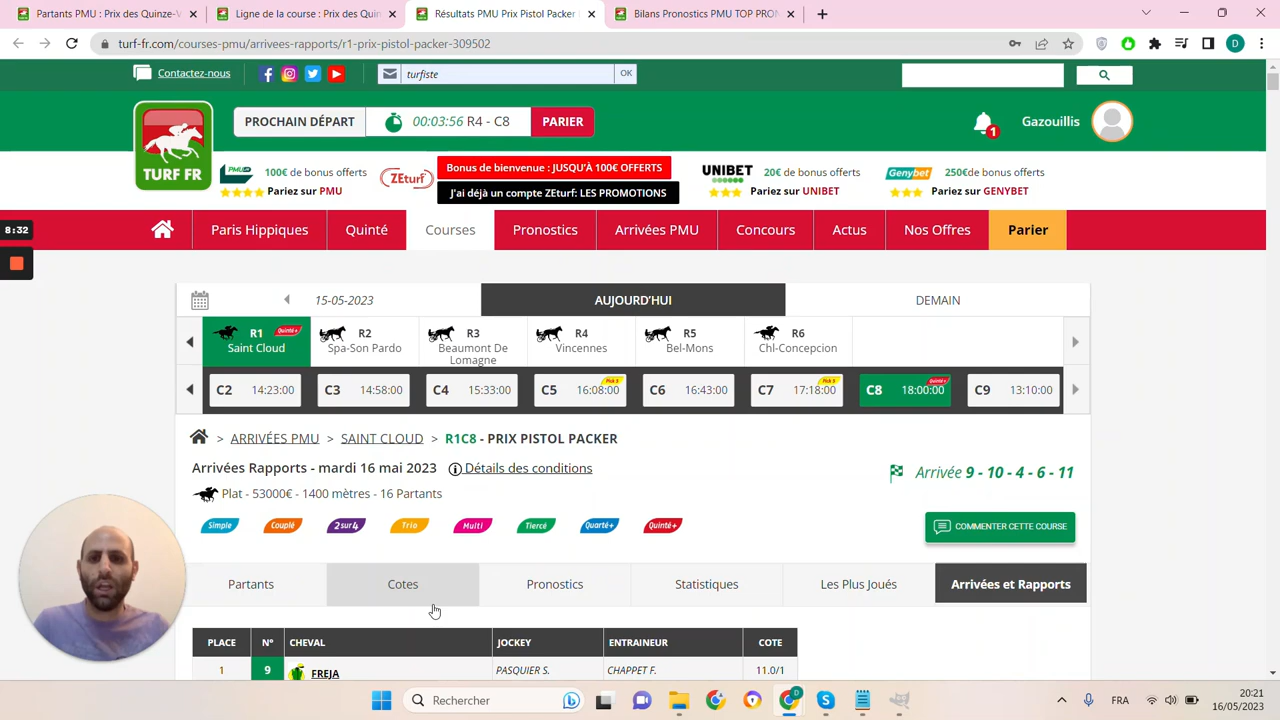 Partants PMU : Prix des Quinze-V
Ligne de la course : Prix des Quin
Résultats PMU Prix Pistol Packer
Bilans Pronostics PMU TOP PRON
turf-fr.com/courses-pmu/arrivees-rapports/r1-prix-pistol-packer-309502
D
Contactez-nous
turfiste
OK
TURF FR
PROCHAIN DÉPART
00:03:56 R4 - C8
PARIER
1
Gazouillis
PMU
100€ de bonus offerts
Pariez sur PMU
ZEturf
Bonus de bienvenue : JUSQU'À 100€ OFFERTS
J'ai déjà un compte ZEturf: LES PROMOTIONS
UNIBET
20€ de bonus offerts
Pariez sur UNIBET
Genybet
250€de bonus offerts
Pariez sur GENYBET
8:32
Paris Hippiques
Quinté
Courses
Pronostics
Arrivées PMU
Concours
Actus
Nos Offres
Parier
15-05-2023
AUJOURD'HUI
DEMAIN
R1
Quinté+
Saint Cloud
R2
Spa-Son Pardo
R3
Beaumont De
Lomagne
R4
Vincennes
R5
Bel-Mons
R6
Chl-Concepcion
C2 14:23:00
C3 14:58:00
C4 15:33:00
C5 16:08:00
Pick 5
C6 16:43:00
C7 17:18:00
Pick 5
C8 18:00:00
Quinté+
C9 13:10:00
> ARRIVÉES PMU > SAINT CLOUD > R1C8 - PRIX PISTOL PACKER
Arrivées Rapports - mardi 16 mai 2023
Détails des conditions
Arrivée 9 - 10 - 4 - 6 - 11
Plat - 53000€ - 1400 mètres - 16 Partants
Simple
Couplé
2sur4
Trio
Multi
Tiercé
Quarté+
Quinté+
COMMENTER CETTE COURSE
Partants
Cotes
Pronostics
Statistiques
Les Plus Joués
Arrivées et Rapports
PLACE N° CHEVAL JOCKEY ENTRAINEUR COTE
1 9 FREJA PASQUIER S. CHAPPET F. 11.0/1
Rechercher
FRA
20:21
16/05/2023